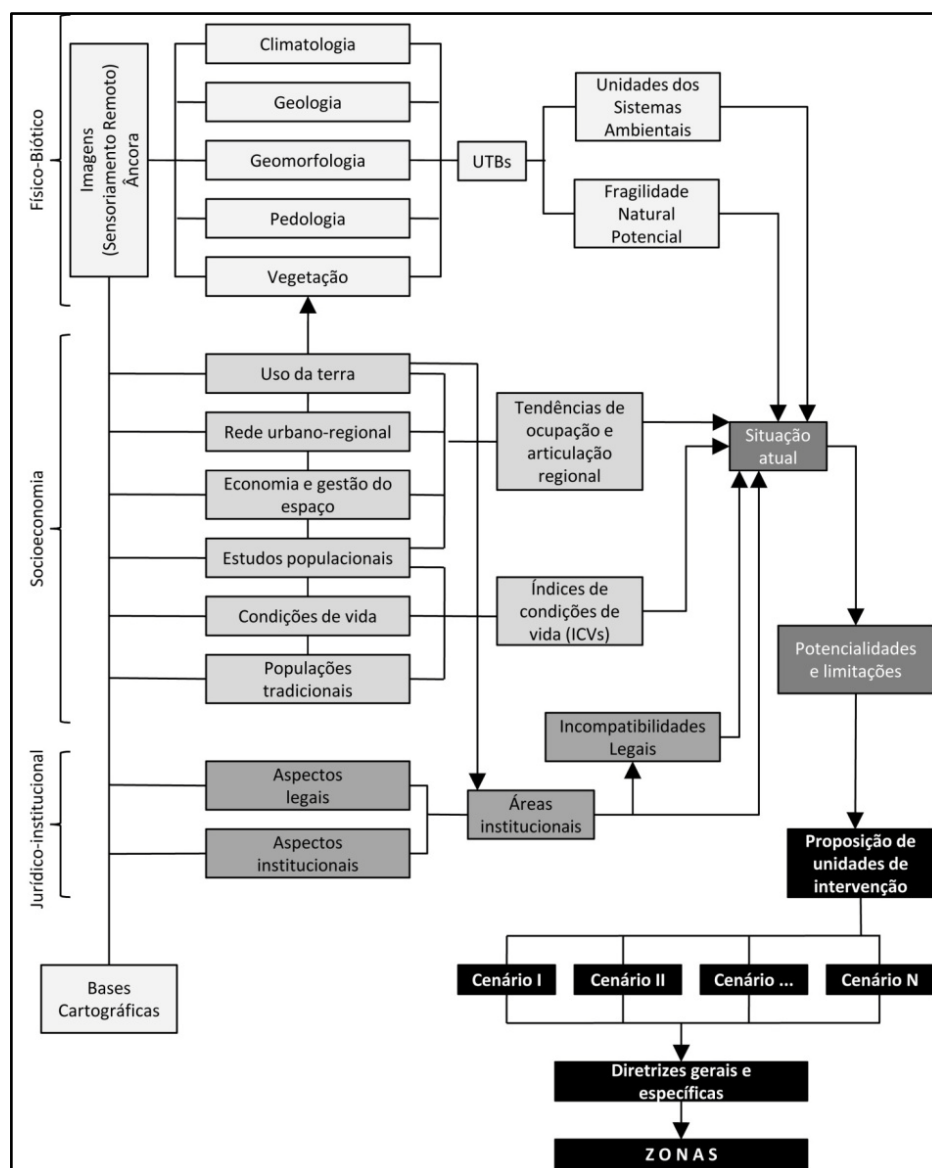 Físico-Biótico
Imagens
(Sensoriamento Remoto)
Âncora
Climatologia
Geologia
Geomorfologia
Pedologia
Vegetação
UTBs
Unidades dos
Sistemas
Ambientais
Fragilidade
Natural
Potencial
Socioeconomia
Uso da terra
Rede urbano-regional
Economia e gestão do
espaço
Estudos populacionais
Condições de vida
Populações
tradicionais
Tendências de
ocupação e
articulação
regional
Índices de
condições de
vida (ICVs)
Situação
atual
Potencialidades
e limitações
Jurídico-institucional
Aspectos
legais
Aspectos
institucionais
Áreas
institucionais
Incompatibilidades
Legais
Proposição de
unidades de
intervenção
Bases
Cartográficas
Cenário I
Cenário II
Cenário ...
Cenário N
Diretrizes gerais e
específicas
Z O N A S